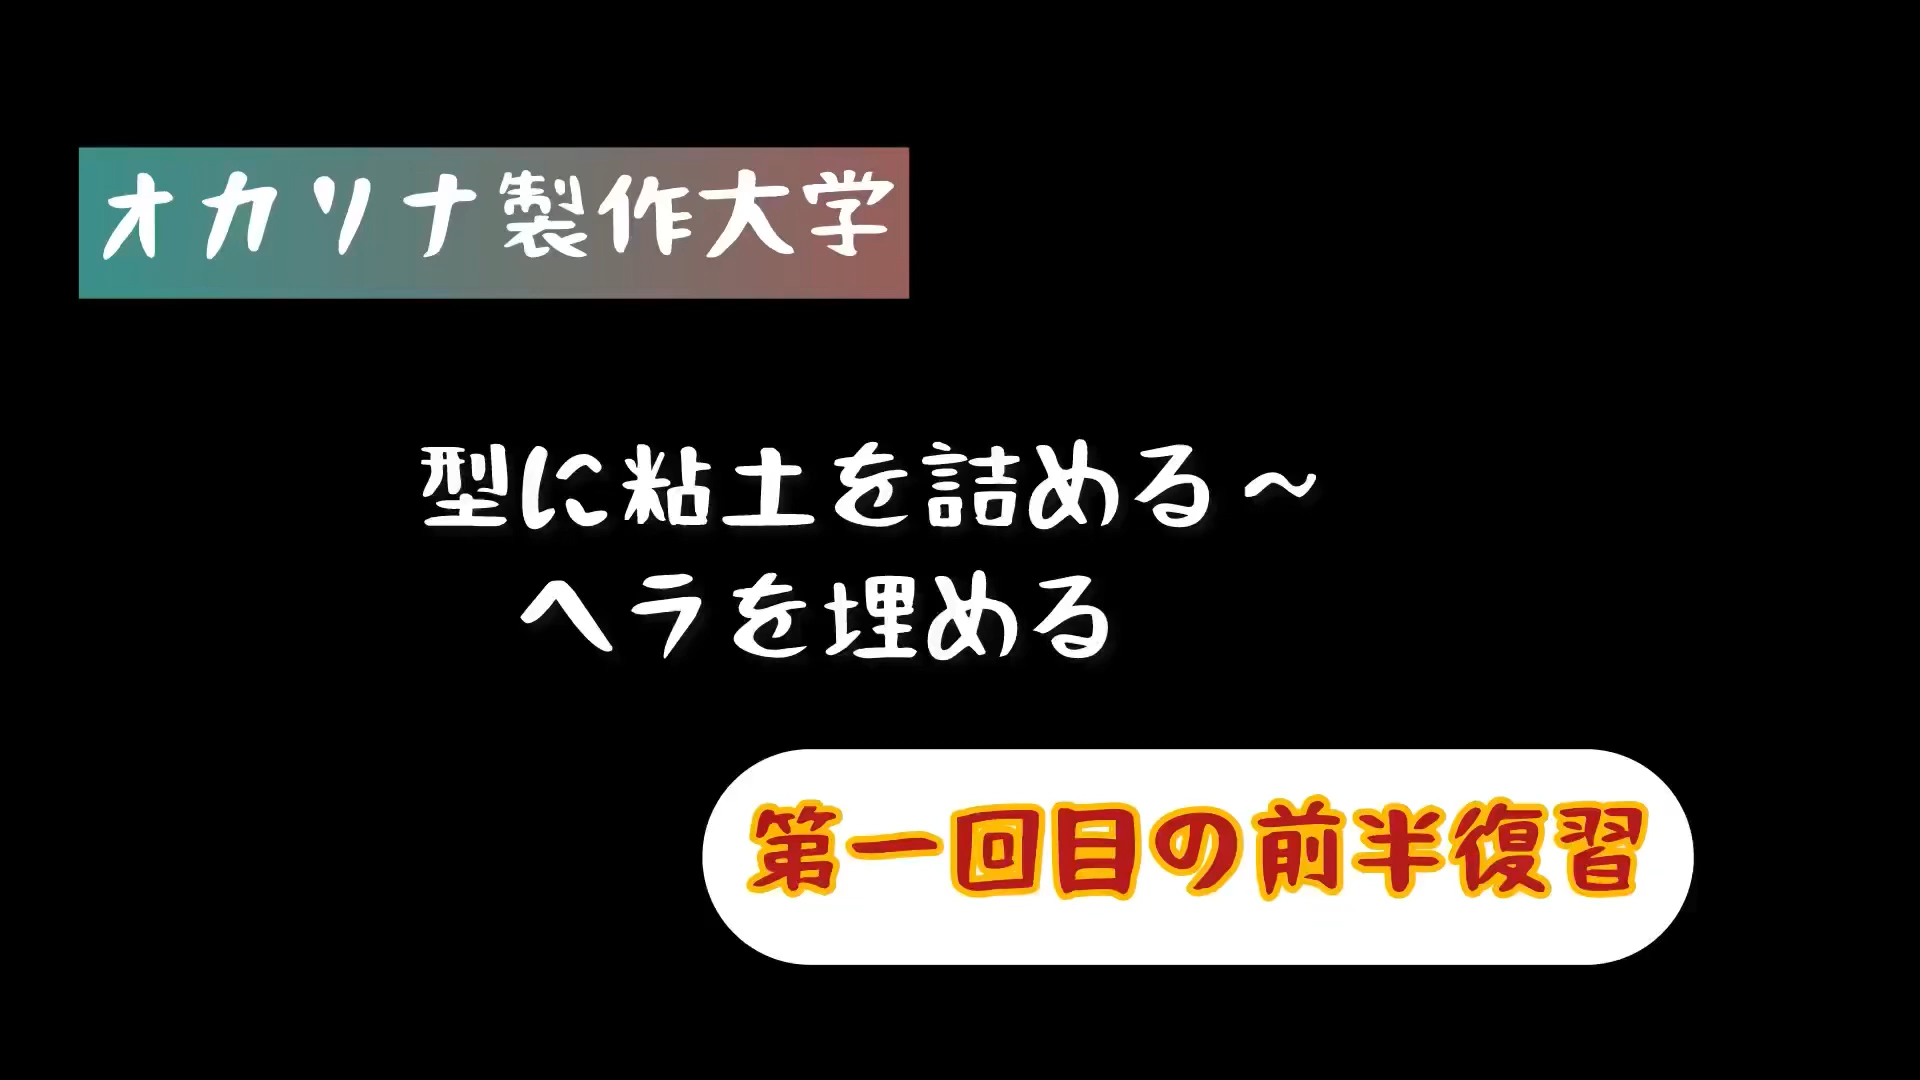 オカリナ製作大学
型に粘土を詰める～
ヘラを埋める
第一回目の前半復習